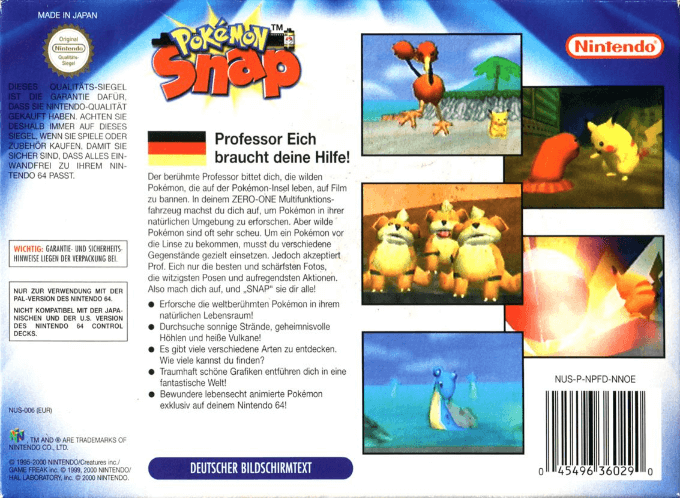 MADE IN JAPAN
Original
Nintendo
Qualitäts-
Siegel
DIESES QUALITÄTS-SIEGEL
IST DIE GARANTIE DAFÜR,
DASS SIE NINTENDO-QUALITÄT
GEKAUFT HABEN. ACHTEN SIE
DESHALB IMMER AUF DIESES
SIEGEL, WENN SIE SPIELE ODER
ZUBEHÖR KAUFEN, DAMIT SIE
SICHER SIND, DASS ALLES EIN-
WANDFREI ZU IHREM NIN-
TENDO 64 PASST.
WICHTIG: GARANTIE- UND SICHERHEITS-
HINWEISE LIEGEN DER VERPACKUNG BEI.
NUR ZUR VERWENDUNG MIT DER
PAL-VERSION DES NINTENDO 64.
NICHT KOMPATIBEL MIT DER JAPA-
NISCHEN UND DER U.S. VERSION
DES NINTENDO 64 CONTROL
DECKS.
NUS-006 (EUR)
, TM AND ® ARE TRADEMARKS OF
NINTENDO CO., LTD.
© 1995-2000 NINTENDO/Creatures inc./
GAME FREAK inc. © 1999, 2000 NINTENDO/
HAL LABORATORY, INC. © 2000 NINTENDO.
POKéMON TM
Snap
Professor Eich
braucht deine Hilfe!
Der berühmte Professor bittet dich, die wilden
Pokémon, die auf der Pokémon-Insel leben, auf Film
zu bannen. In deinem ZERO-ONE Multifunktions-
fahrzeug machst du dich auf, um Pokémon in ihrer
natürlichen Umgebung zu erforschen. Aber wilde
Pokémon sind oft sehr scheu. Um ein Pokémon vor
die Linse zu bekommen, musst du verschiedene
Gegenstände gezielt einsetzen. Jedoch akzeptiert
Prof. Eich nur die besten und schärfsten Fotos,
die witzigsten Posen und aufregendsten Aktionen.
Also mach dich auf, und „SNAP“ sie dir alle!
● Erforsche die weltberühmten Pokémon in ihrem
natürlichen Lebensraum!
● Durchsuche sonnige Strände, geheimnisvolle
Höhlen und heiße Vulkane!
● Es gibt viele verschiedene Arten zu entdecken.
Wie viele kannst du finden?
● Traumhaft schöne Grafiken entführen dich in eine
fantastische Welt!
● Bewundere lebensecht animierte Pokémon
exklusiv auf deinem Nintendo 64!
DEUTSCHER BILDSCHIRMTEXT
Nintendo®
NUS-P-NPFD-NNOE
0 45496 36029 0